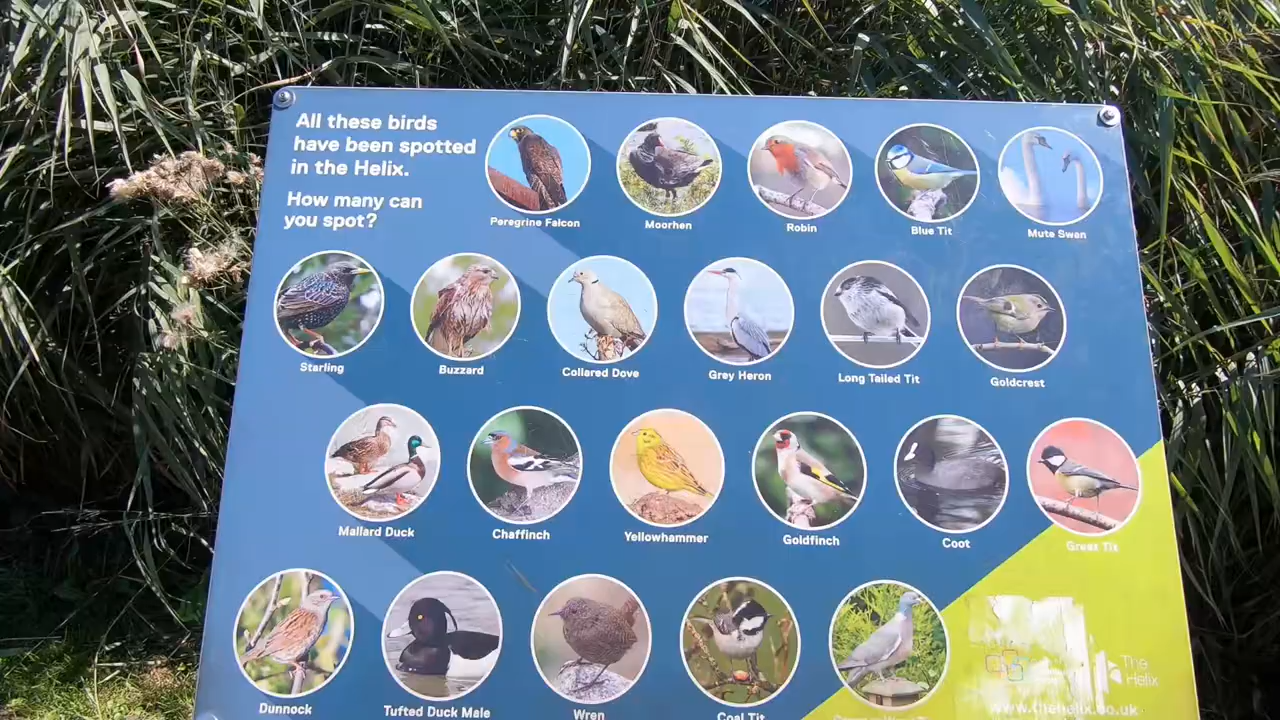 All these birds
have been spotted
in the Helix.
How many can
you spot?
Peregrine Falcon
Moorhen
Robin
Blue Tit
Mute Swan
Starling
Buzzard
Collared Dove
Grey Heron
Long Tailed Tit
Goldcrest
Mallard Duck
Chaffinch
Yellowhammer
Goldfinch
Coot
Great Tit
Dunnock
Tufted Duck Male
Wren
Coal Tit
The
Helix
www.thehelix.co.uk